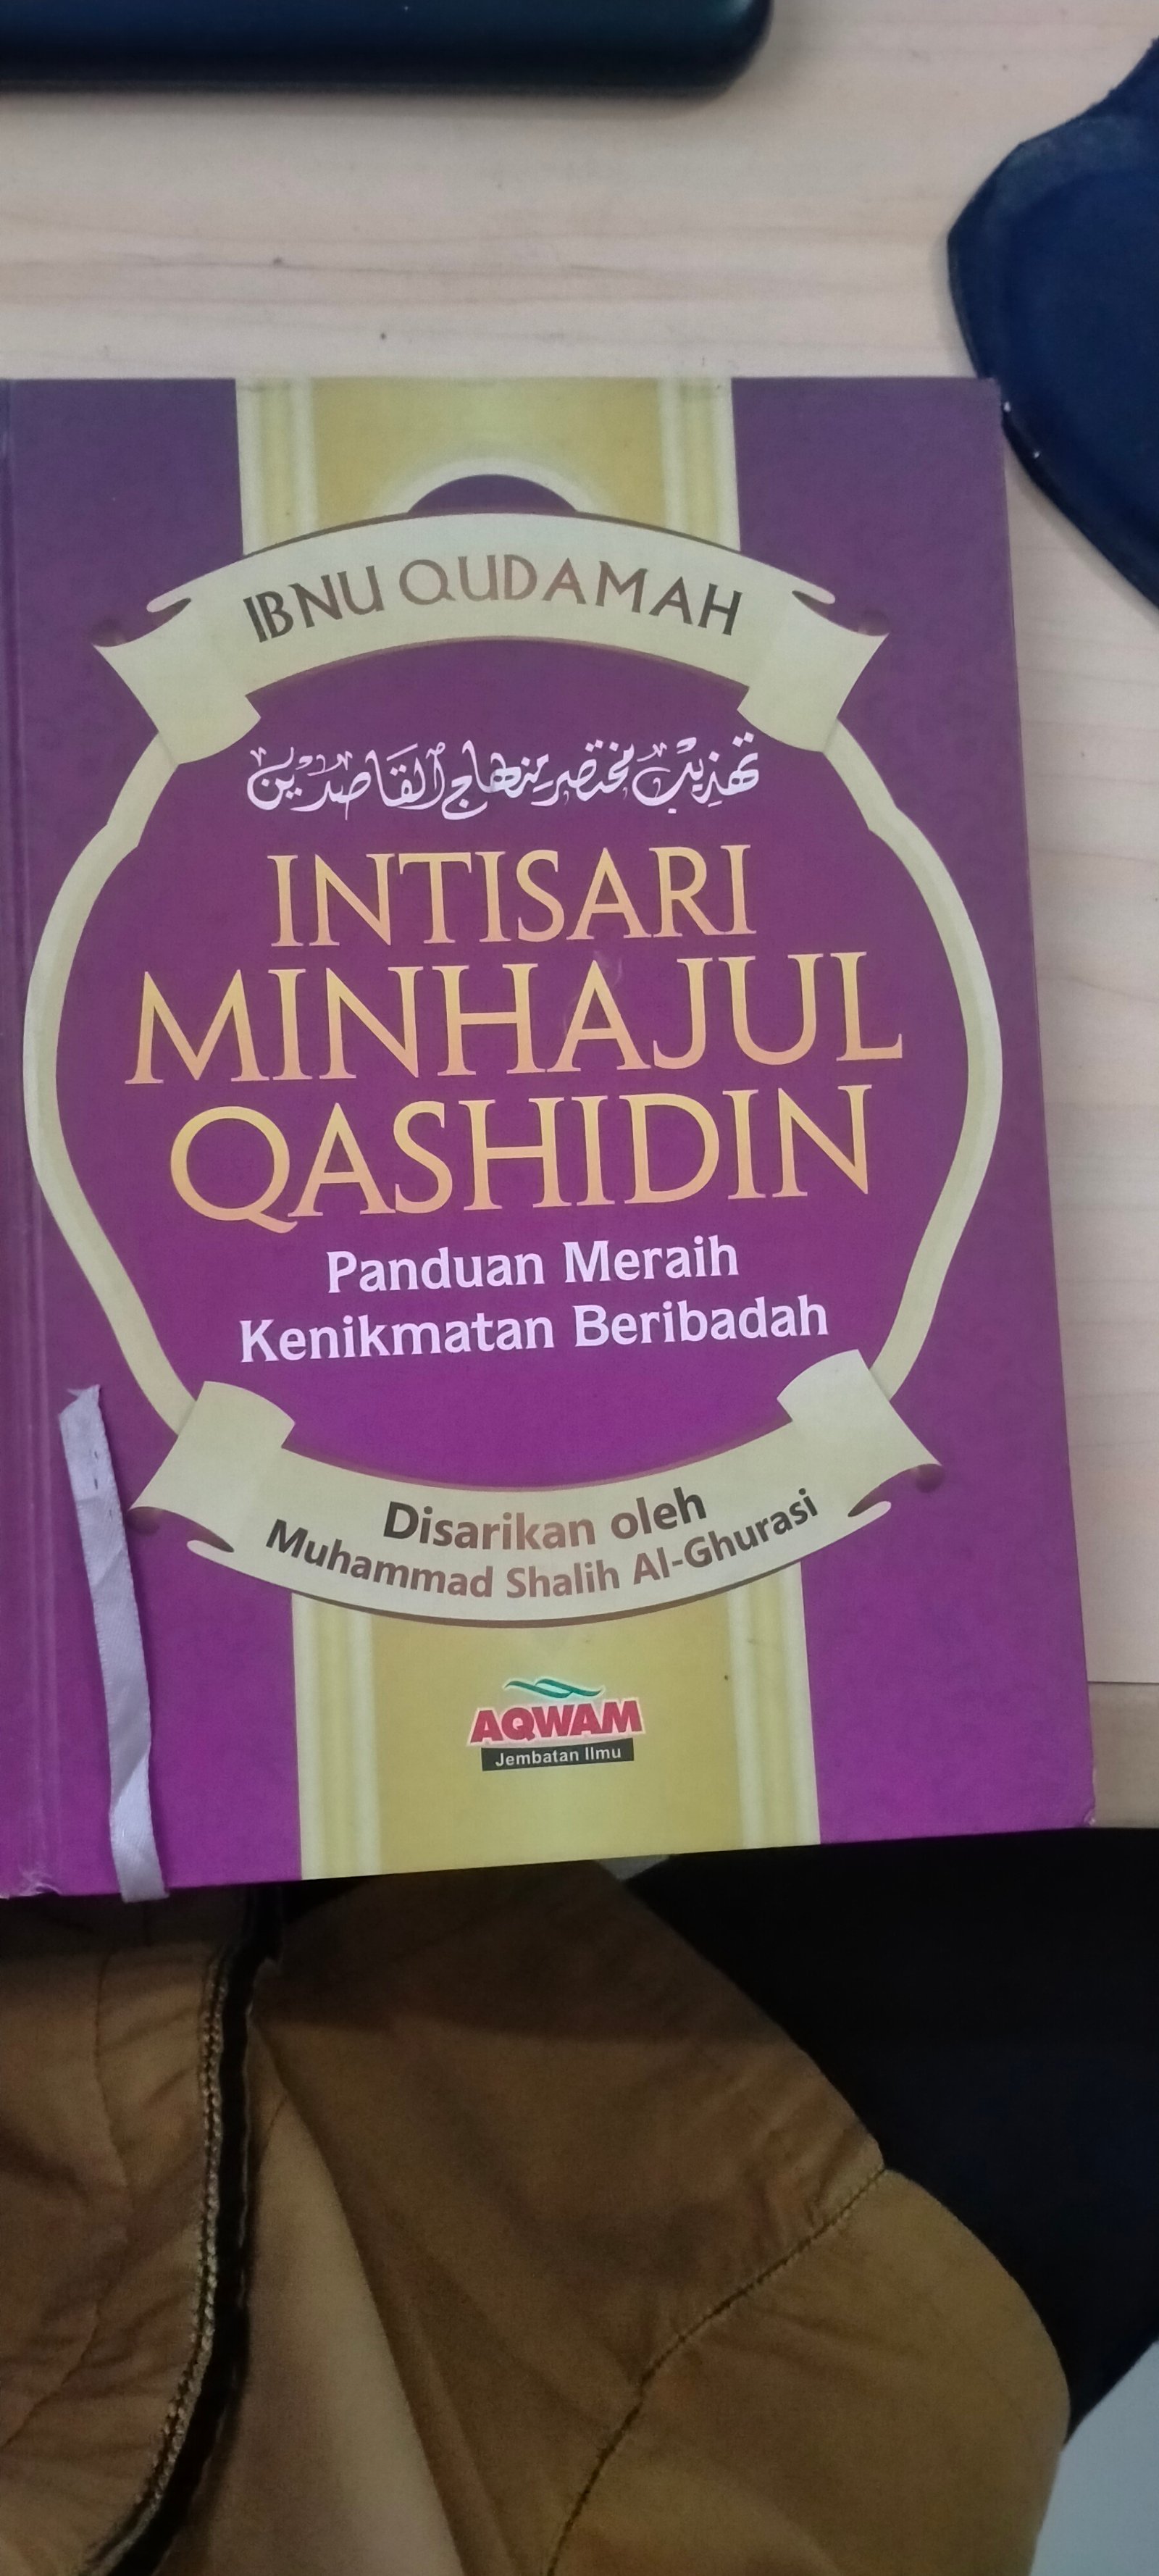 IBNU QUDAMAH
تهذيب مختصر منهاج القاصدين
INTISARI
MINHAJUL
QASHIDIN
Panduan Meraih
Kenikmatan Beribadah
Disarikan oleh
Muhammad Shalih Al-Ghurasi
AQWAM
Jembatan Ilmu